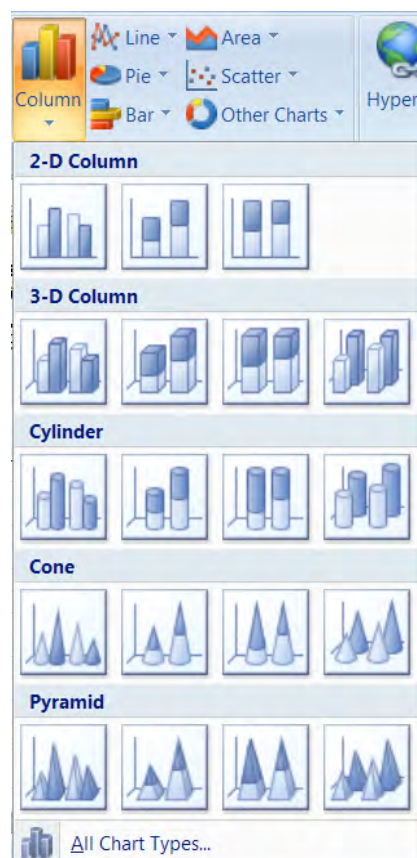 Line
Area
Pie
Scatter
Column
Bar
Other Charts
Hyper
2-D Column
3-D Column
Cylinder
Cone
Pyramid
All Chart Types...